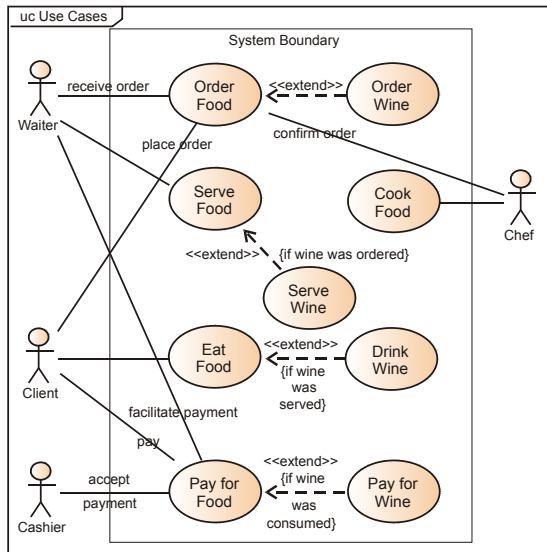 uc Use Cases
System Boundary
Waiter
receive order
Order
Food
<<extend>>
Order
Wine
place order
confirm order
Serve
Food
Cook
Food
Chef
<<extend>>
{if wine was ordered}
Serve
Wine
Client
Eat
Food
<<extend>>
{if wine
was
served}
Drink
Wine
facilitate payment
pay
Cashier
accept
payment
Pay for
Food
<<extend>>
{if wine
was
consumed}
Pay for
Wine